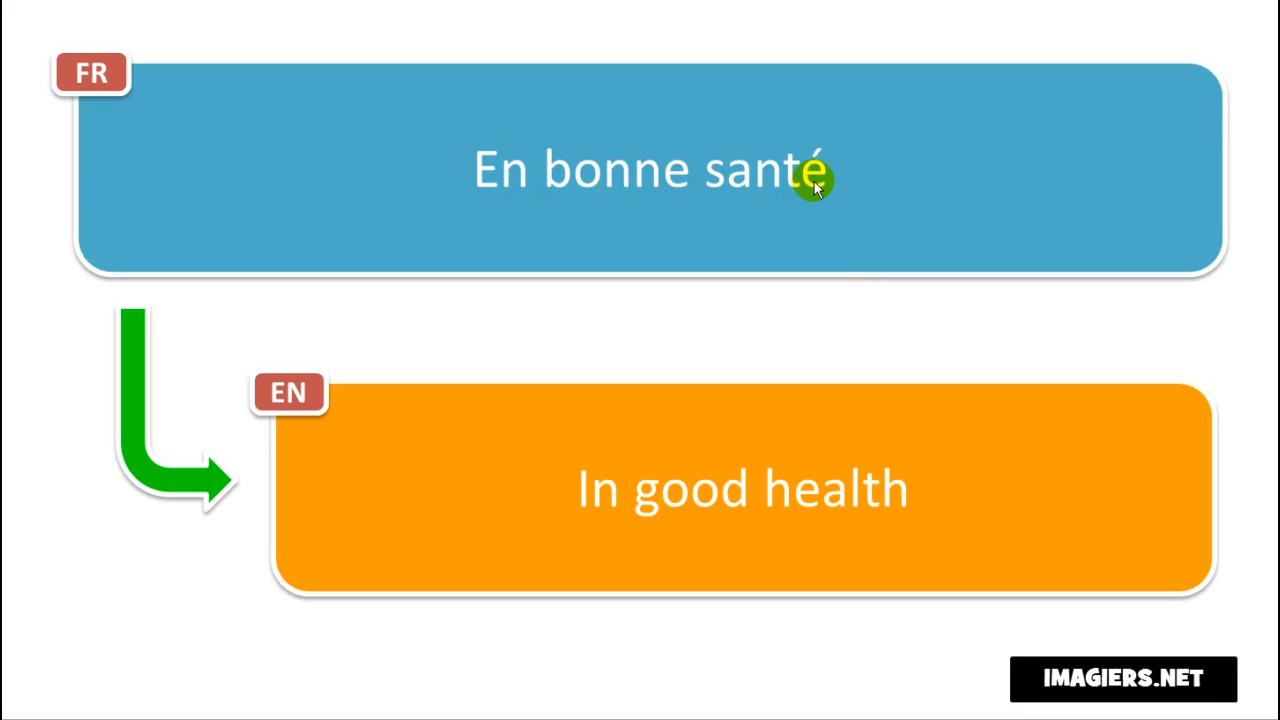 FR
En bonne santé
EN
In good health
IMAGIERS.NET